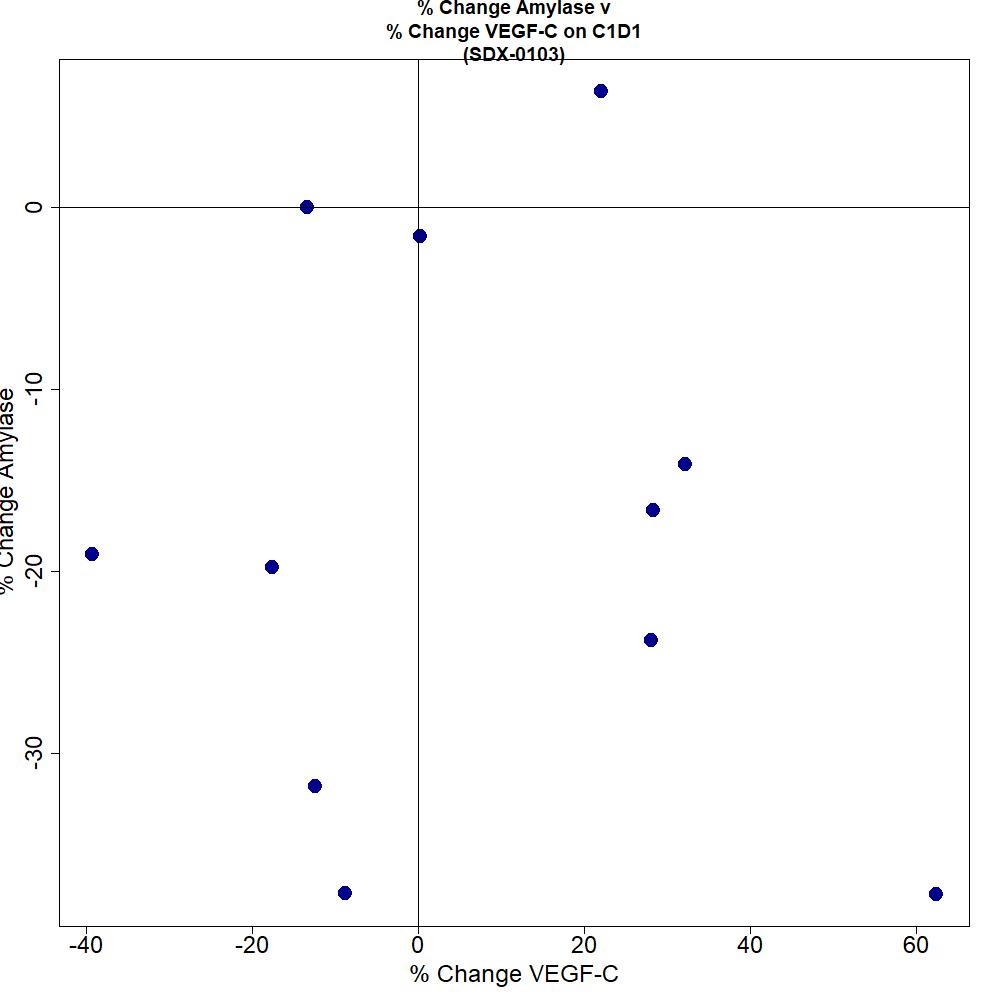 % Change Amylase v
% Change VEGF-C on C1D1
(SDX-0103)
% Change Amylase
0
-10
-20
-30
-40
-20
0
20
40
60
% Change VEGF-C